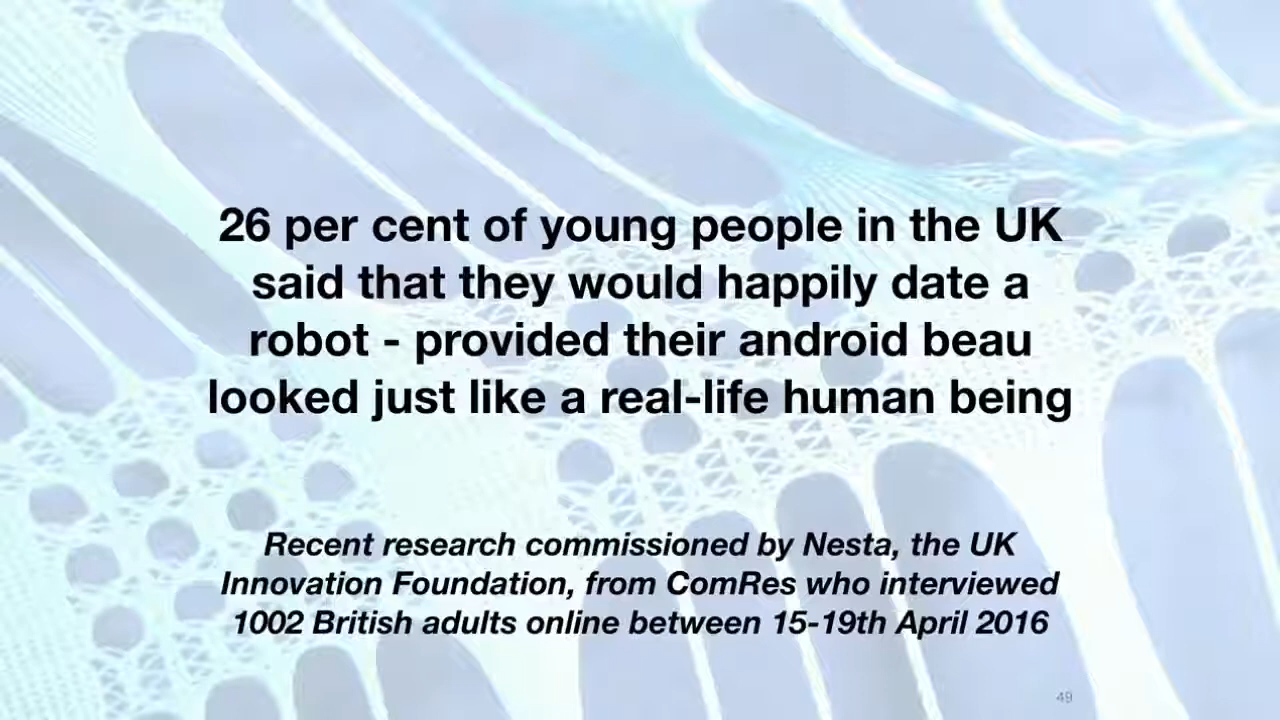 26 per cent of young people in the UK
said that they would happily date a
robot - provided their android beau
looked just like a real-life human being
Recent research commissioned by Nesta, the UK
Innovation Foundation, from ComRes who interviewed
1002 British adults online between 15-19th April 2016
49